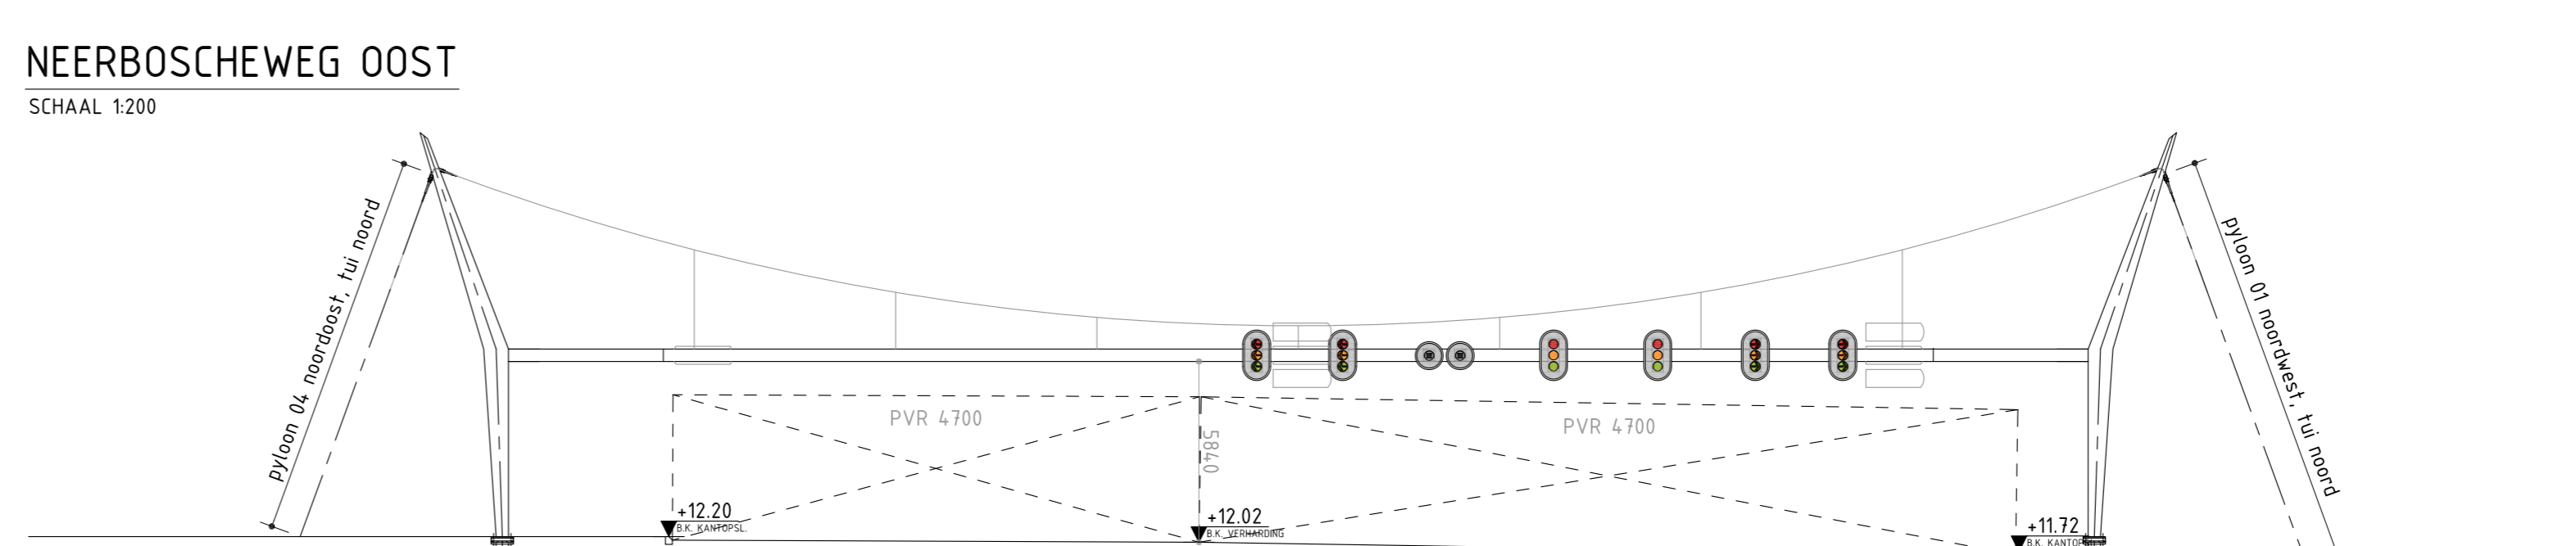 NEERBOSCHEWEG OOST
SCHAAL 1:200
pyloon 04 noordoost, tui noord
pyloon 01 noordwest, tui noord
PVR 4700
PVR 4700
5840
+12.20
B.K. KANTOPSL.
+12.02
B.K. VERHARDING
+11.72
B.K.